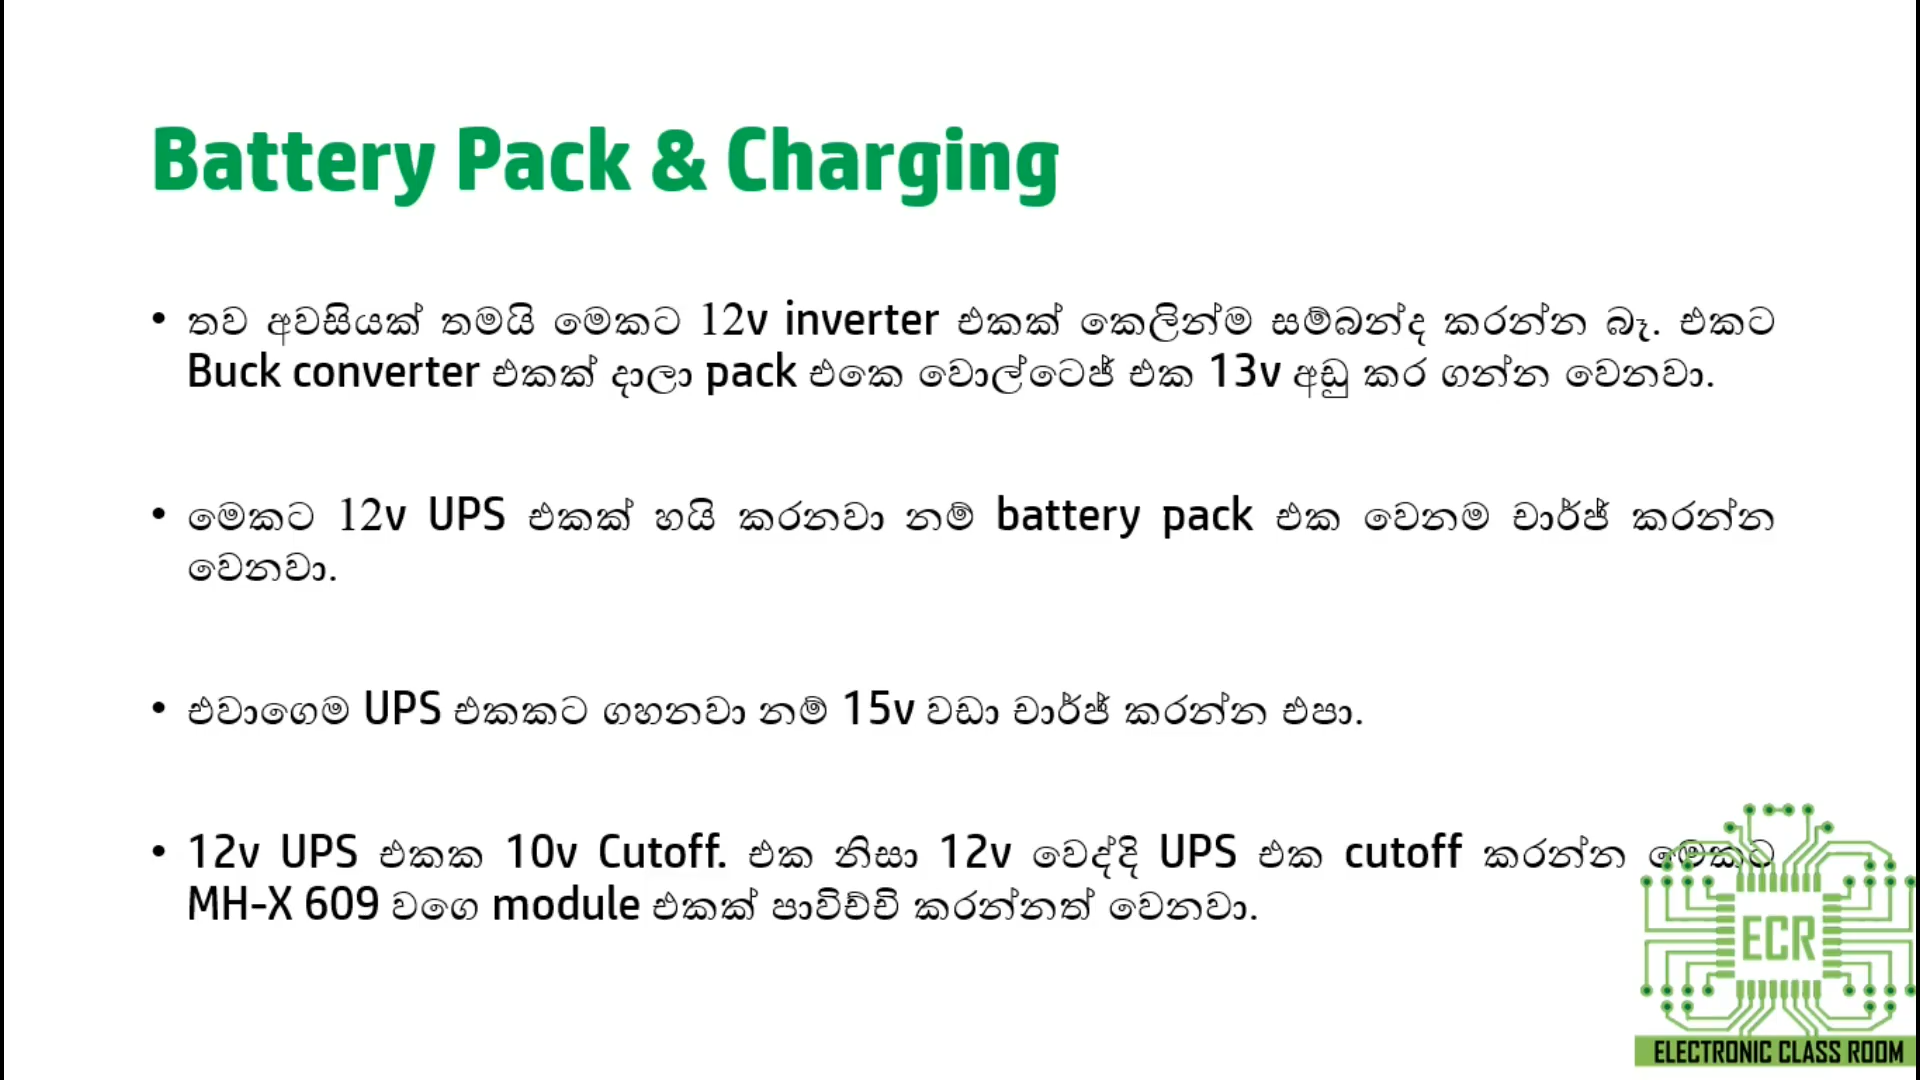 Battery Pack & Charging
• තව අවසියක් තමයි මෙකට 12v inverter එකක් කෙලින්ම සම්බන්ද කරන්න බෑ. එකට
Buck converter එකක් දාලා pack එකෙ වොල්ටෙජ් එක 13v අඩු කර ගන්න වෙනවා.
• මෙකට 12v UPS එකක් හයි කරනවා නම් battery pack එක වෙනම චාර්ජ් කරන්න
වෙනවා.
• එවාගෙම UPS එකකට ගහනවා නම් 15v වඩා චාර්ජ් කරන්න එපා.
• 12v UPS එකක 10v Cutoff. එක නිසා 12v වෙද්දි UPS එක cutoff කරන්න මෙකට
MH-X 609 වගෙ module එකක් පාවිච්චි කරන්නත් වෙනවා.
ECR
ELECTRONIC CLASS ROOM